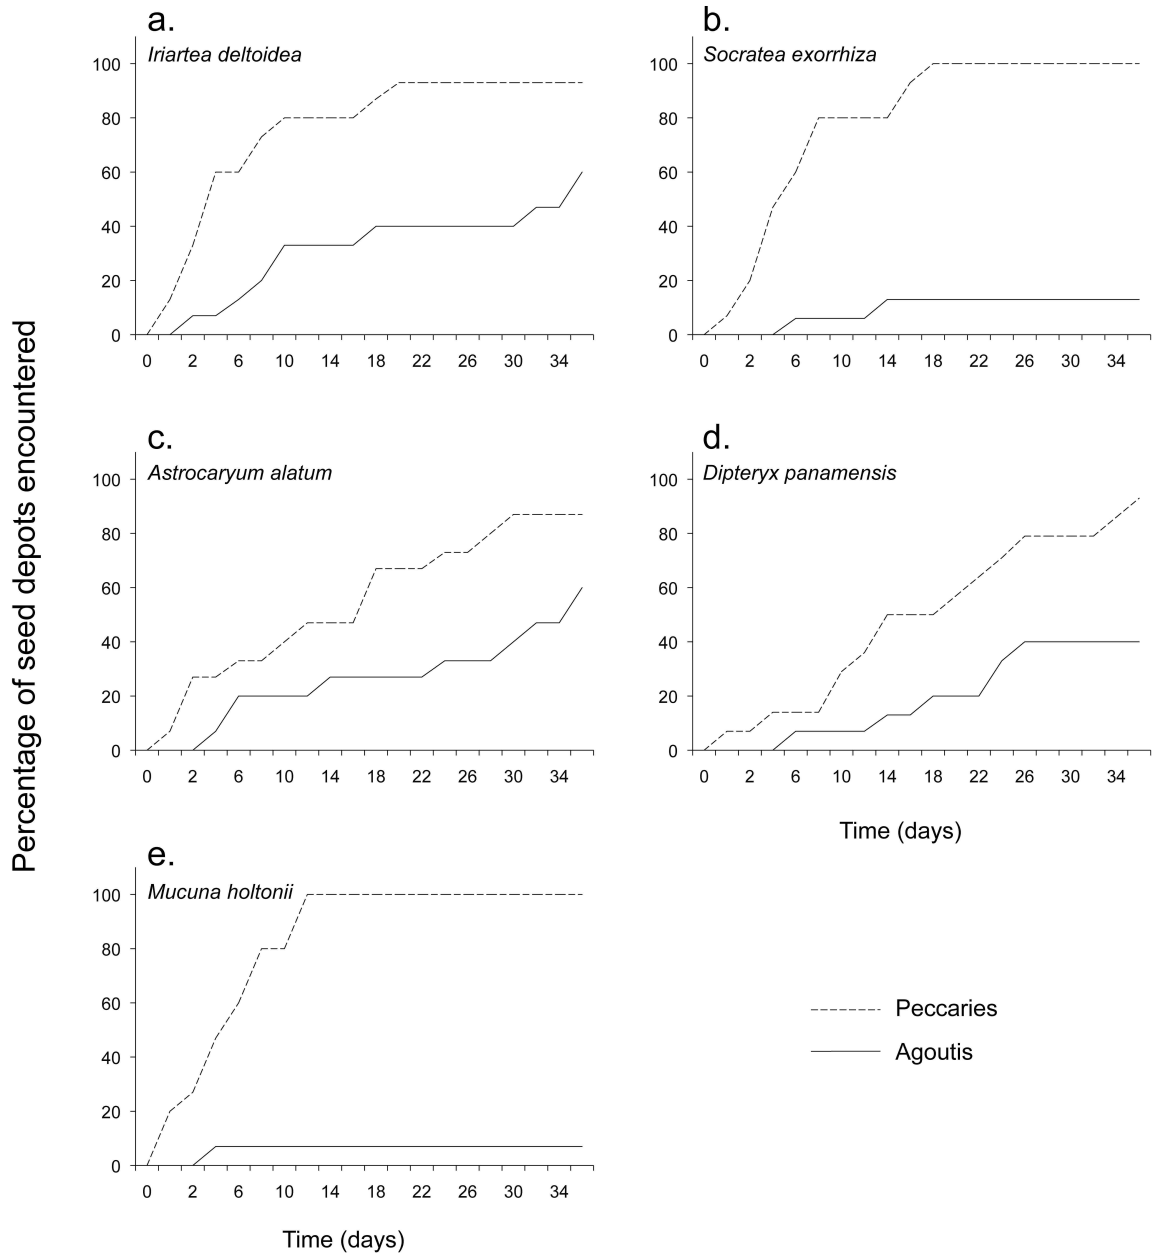 Percentage of seed depots encountered
a.
Iriartea deltoidea
100
80
60
40
20
0
0 2 6 10 14 18 22 26 30 34
b.
Socratea exorrhiza
100
80
60
40
20
0
0 2 6 10 14 18 22 26 30 34
c.
Astrocaryum alatum
100
80
60
40
20
0
0 2 6 10 14 18 22 26 30 34
d.
Dipteryx panamensis
100
80
60
40
20
0
0 2 6 10 14 18 22 26 30 34
Time (days)
e.
Mucuna holtonii
100
80
60
40
20
0
0 2 6 10 14 18 22 26 30 34
Time (days)
Peccaries
Agoutis